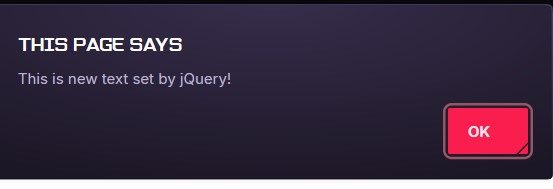 THIS PAGE SAYS
This is new text set by jQuery!
OK